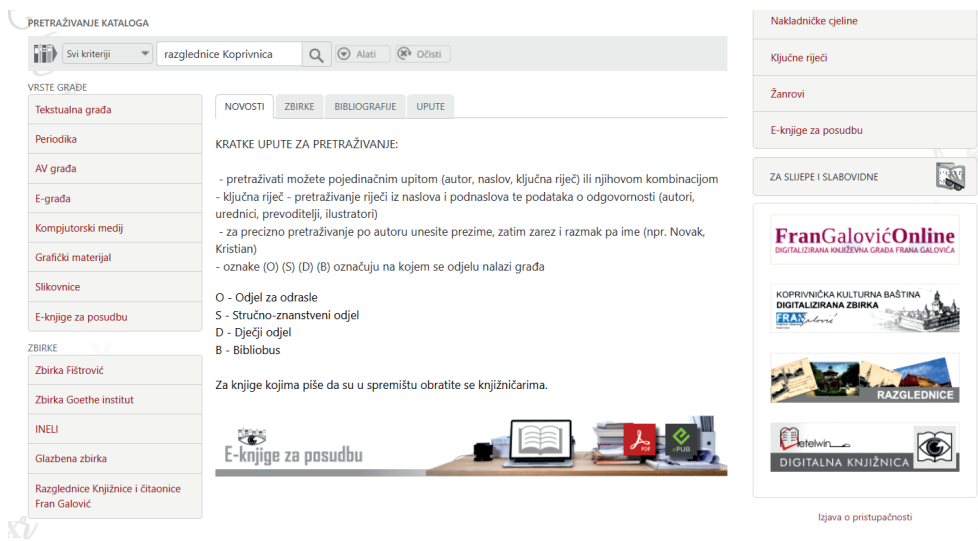 PRETRAŽIVANJE KATALOGA
Svi kriteriji
razglednice Koprivnica
Alati
Očisti
VRSTE GRAĐE
Tekstualna građa
Periodika
AV građa
E-građa
Kompjutorski medij
Grafički materijal
Slikovnice
E-knjige za posudbu
ZBIRKE
Zbirka Fištrović
Zbirka Goethe institut
INELI
Glazbena zbirka
Razglednice Knjižnice i čitaonice
Fran Galović
NOVOSTI
ZBIRKE
BIBLIOGRAFIJE
UPUTE
KRATKE UPUTE ZA PRETRAŽIVANJE:
- pretraživati možete pojedinačnim upitom (autor, naslov, ključna riječ) ili njihovom kombinacijom
- ključna riječ - pretraživanje riječi iz naslova i podnaslova te podataka o odgovornosti (autori,
urednici, prevoditelji, ilustratori)
- za precizno pretraživanje po autoru unesite prezime, zatim zarez i razmak pa ime (npr. Novak,
Kristian)
- oznake (O) (S) (D) (B) označuju na kojem se odjelu nalazi građa
O - Odjel za odrasle
S - Stručno-znanstveni odjel
D - Dječji odjel
B - Bibliobus
Za knjige kojima piše da su u spremištu obratite se knjižničarima.
E-knjige za posudbu
PDF
ePUB
Nakladničke cjeline
Ključne riječi
Žanrovi
E-knjige za posudbu
ZA SLIJEPE I SLABOVIDNE
FranGalovićOnline
DIGITALIZIRANA KNJIŽEVNA GRAĐA FRANA GALOVIĆA
KOPRIVNIČKA KULTURNA BAŠTINA
DIGITALIZIRANA ZBIRKA
FRAN Galović
RAZGLEDNICE
metelwin
DIGITALNA KNJIŽNICA
Izjava o pristupačnosti